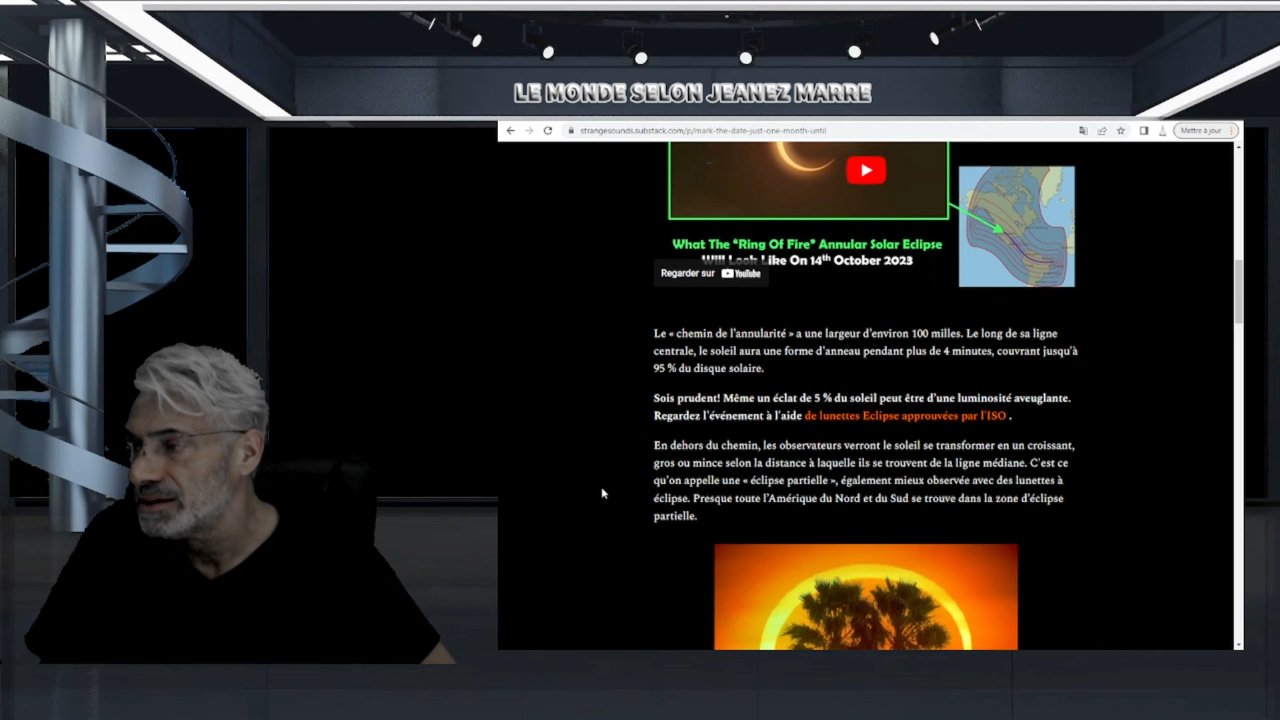 LE MONDE SELON JEANEZ MARRE
strangesounds.substack.com/p/mark-the-date-just-one-month-until
Mettre à jour
What The "Ring Of Fire" Annular Solar Eclipse
Will Look Like On 14th October 2023
Regarder sur YouTube
Le « chemin de l'annularité » a une largeur d'environ 100 milles. Le long de sa ligne
centrale, le soleil aura une forme d'anneau pendant plus de 4 minutes, couvrant jusqu'à
95 % du disque solaire.
Sois prudent! Même un éclat de 5 % du soleil peut être d'une luminosité aveuglante.
Regardez l'événement à l'aide de lunettes Eclipse approuvées par l'ISO .
En dehors du chemin, les observateurs verront le soleil se transformer en un croissant,
gros ou mince selon la distance à laquelle ils se trouvent de la ligne médiane. C'est ce
qu'on appelle une « éclipse partielle », également mieux observée avec des lunettes à
éclipse. Presque toute l'Amérique du Nord et du Sud se trouve dans la zone d'éclipse
partielle.